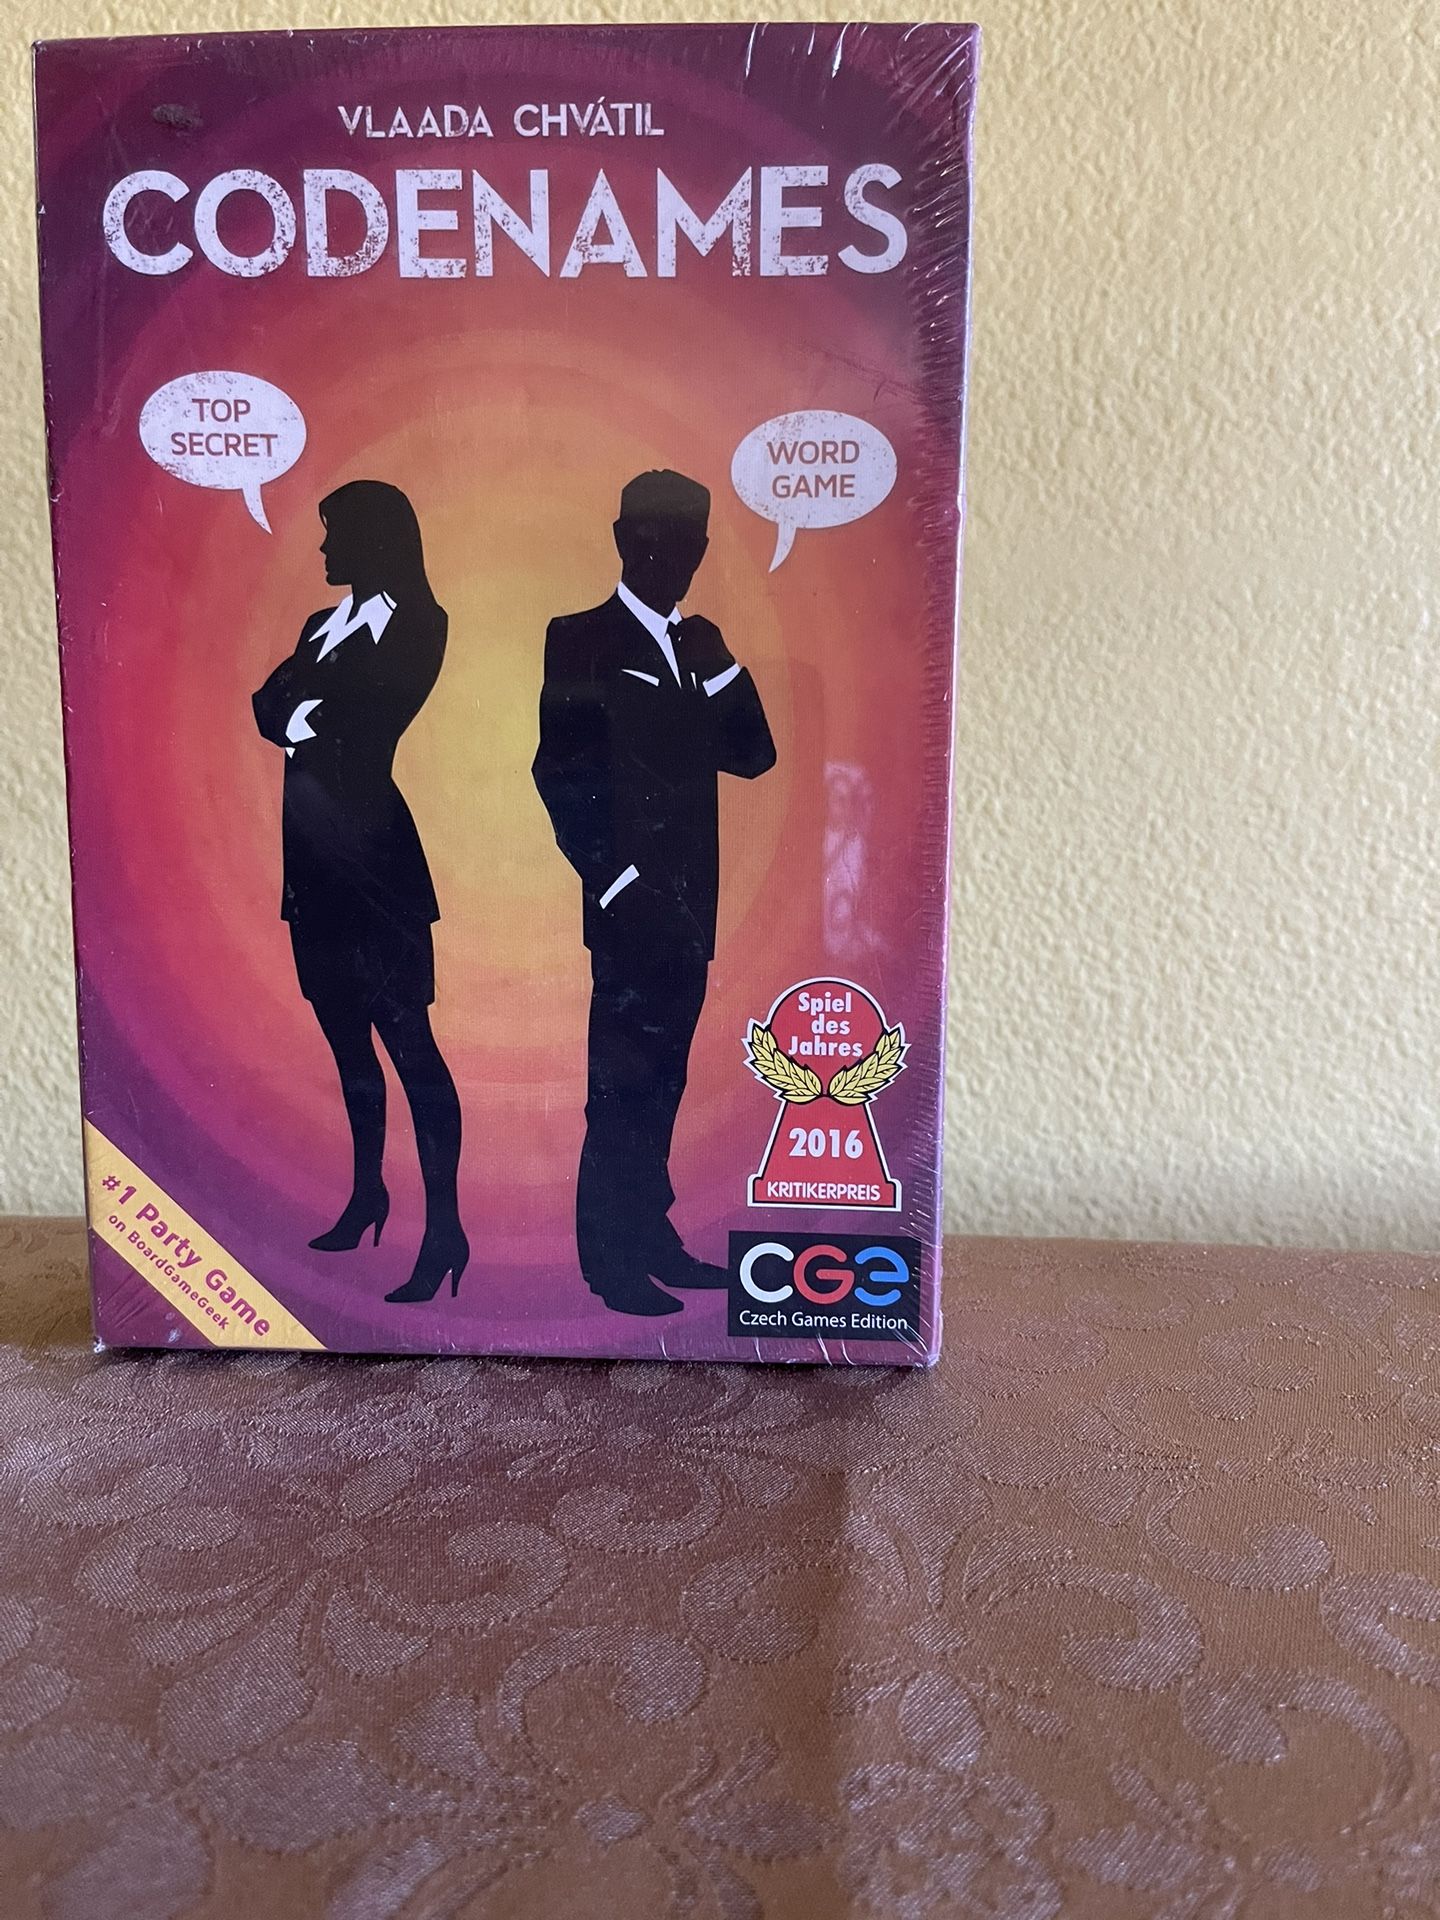 VLAADA CHVÁTIL
CODENAMES
TOP
SECRET
WORD
GAME
Spiel
des
Jahres
2016
KRITIKERPREIS
#1 Party Game
on BoardGameGeek
CGE
Czech Games Edition